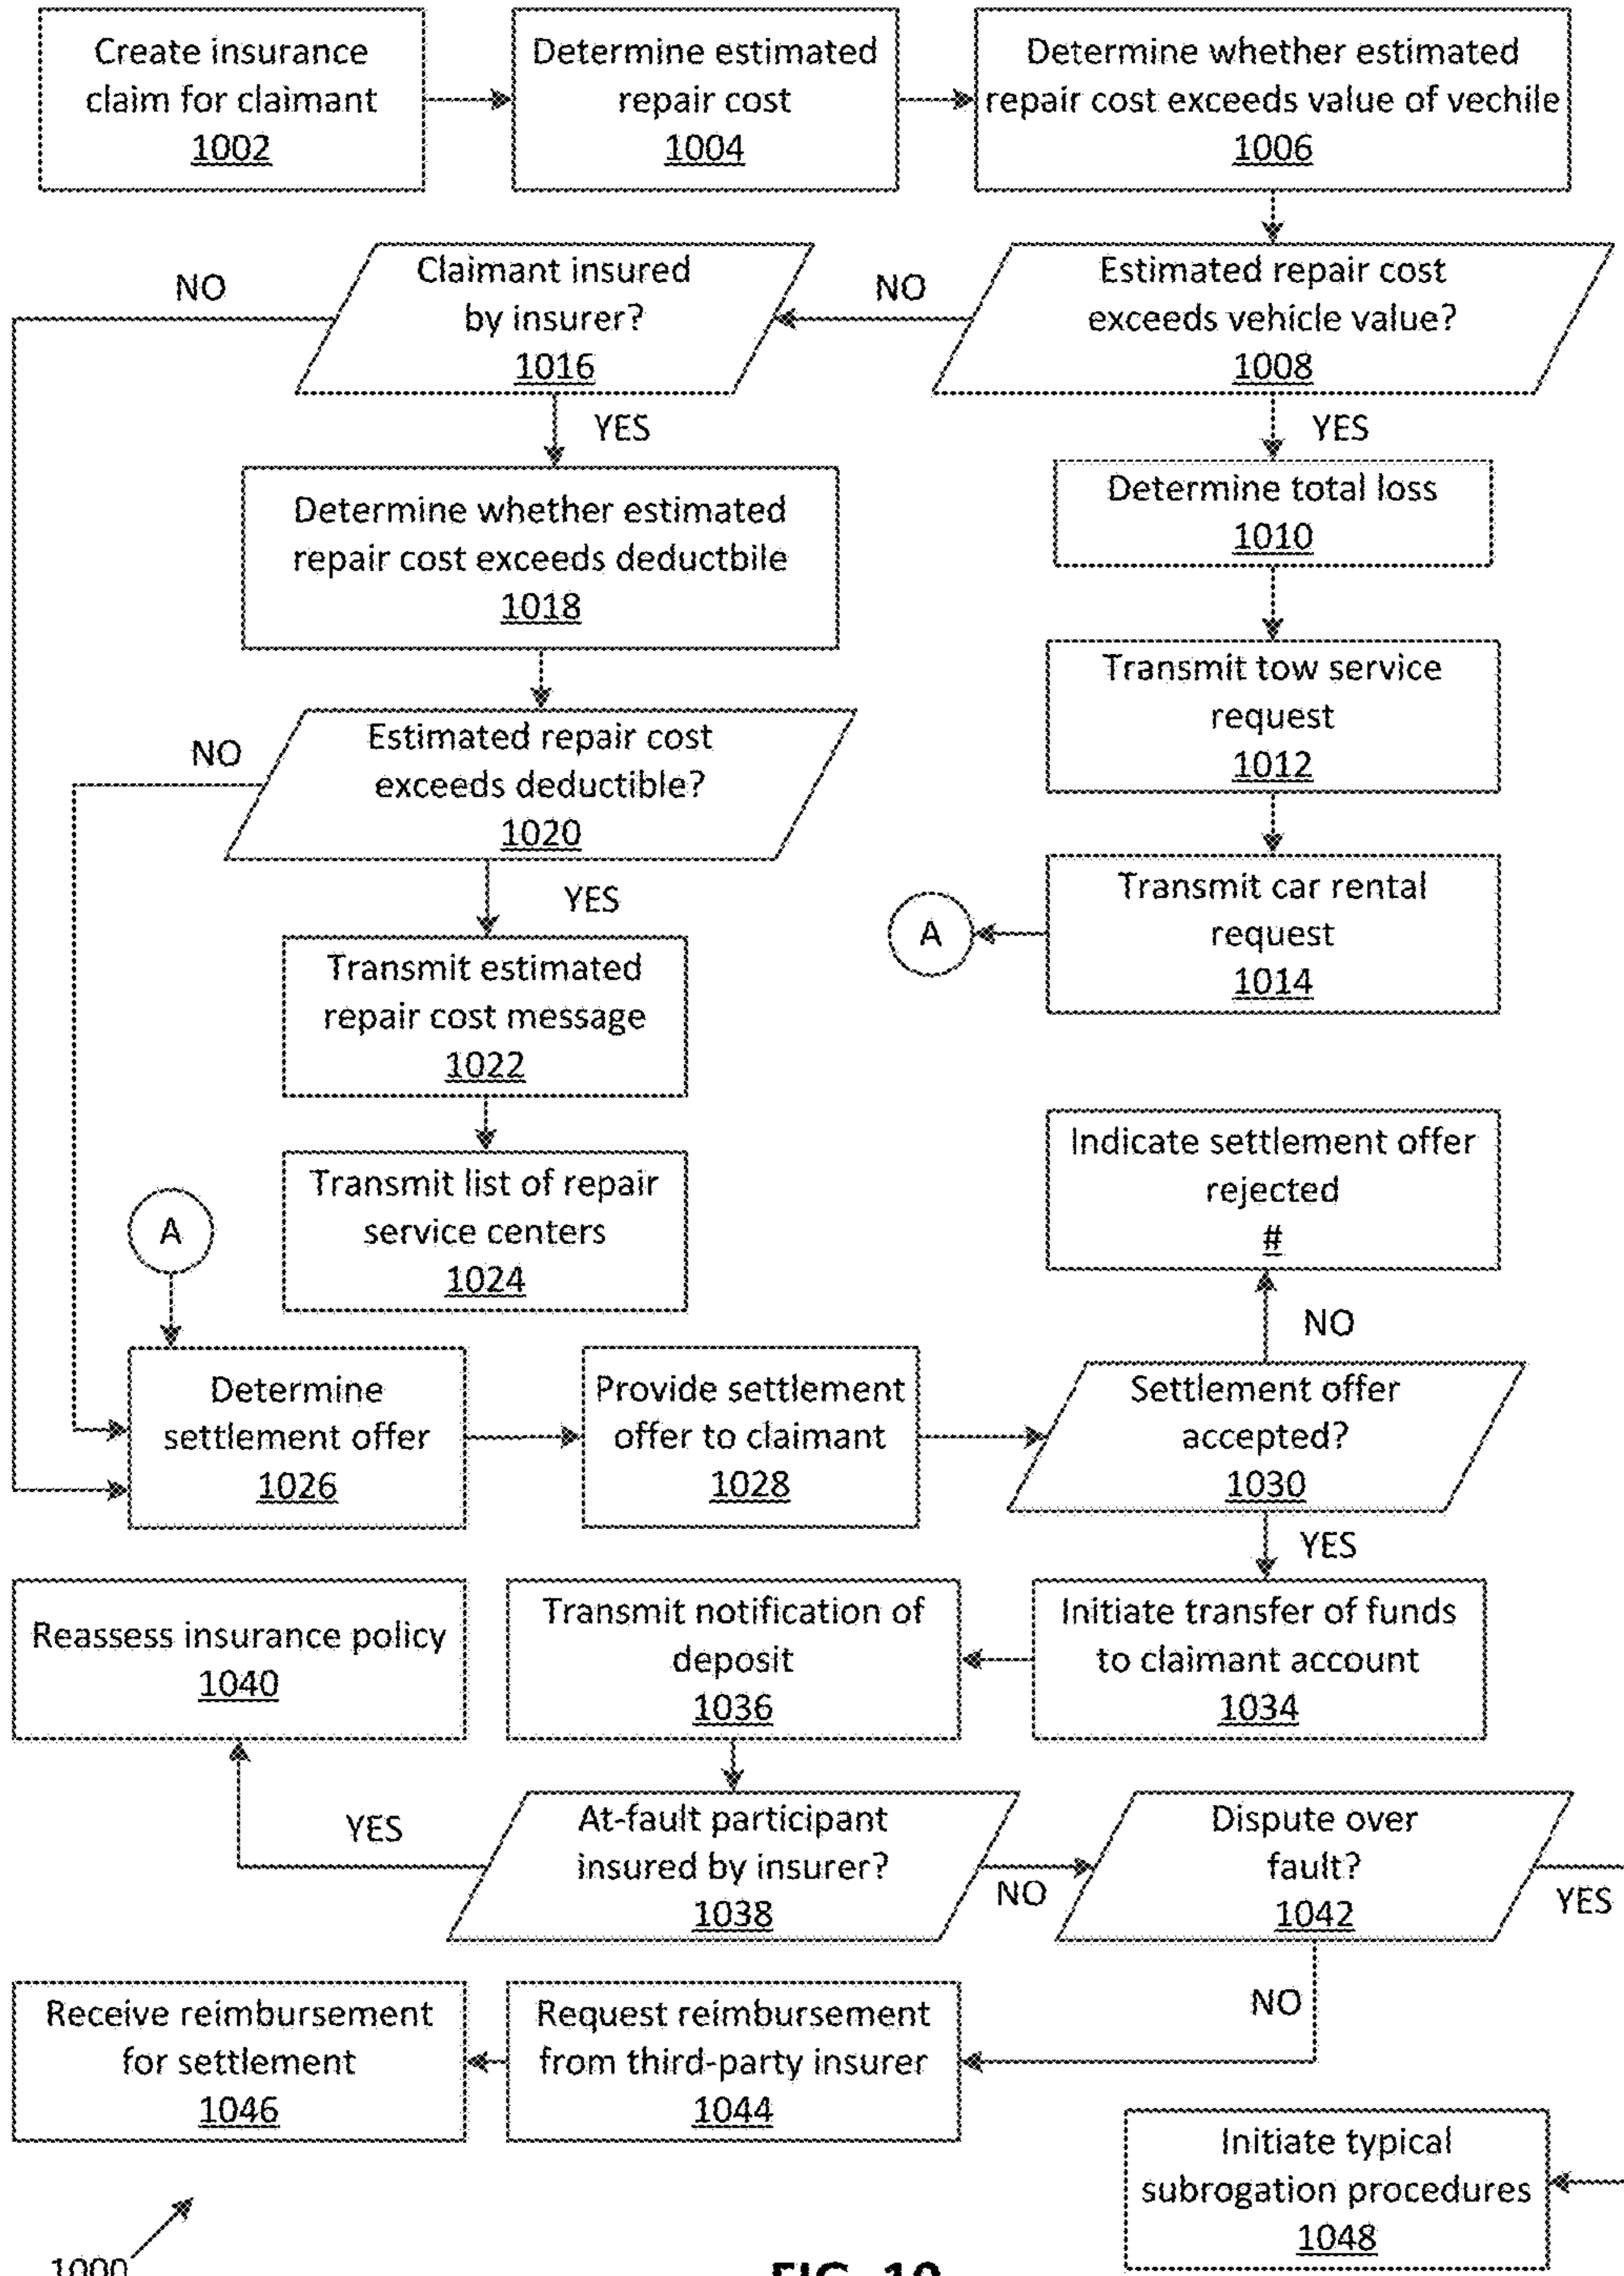 Create insurance
claim for claimant
1002
Determine estimated
repair cost
1004
Determine whether estimated
repair cost exceeds value of vechile
1006
NO
Claimant insured
by insurer?
1016
NO
Estimated repair cost
exceeds vehicle value?
1008
YES
YES
Determine whether estimated
repair cost exceeds deductbile
1018
Determine total loss
1010
Transmit tow service
request
1012
NO
Estimated repair cost
exceeds deductible?
1020
YES
Transmit car rental
request
1014
A
Transmit estimated
repair cost message
1022
Transmit list of repair
service centers
1024
Indicate settlement offer
rejected
#
A
NO
Determine
settlement offer
1026
Provide settlement
offer to claimant
1028
Settlement offer
accepted?
1030
YES
Reassess insurance policy
1040
Transmit notification of
deposit
1036
Initiate transfer of funds
to claimant account
1034
YES
At-fault participant
insured by insurer?
1038
NO
Dispute over
fault?
1042
YES
NO
Receive reimbursement
for settlement
1046
Request reimbursement
from third-party insurer
1044
Initiate typical
subrogation procedures
1048
1000
FIG. 10